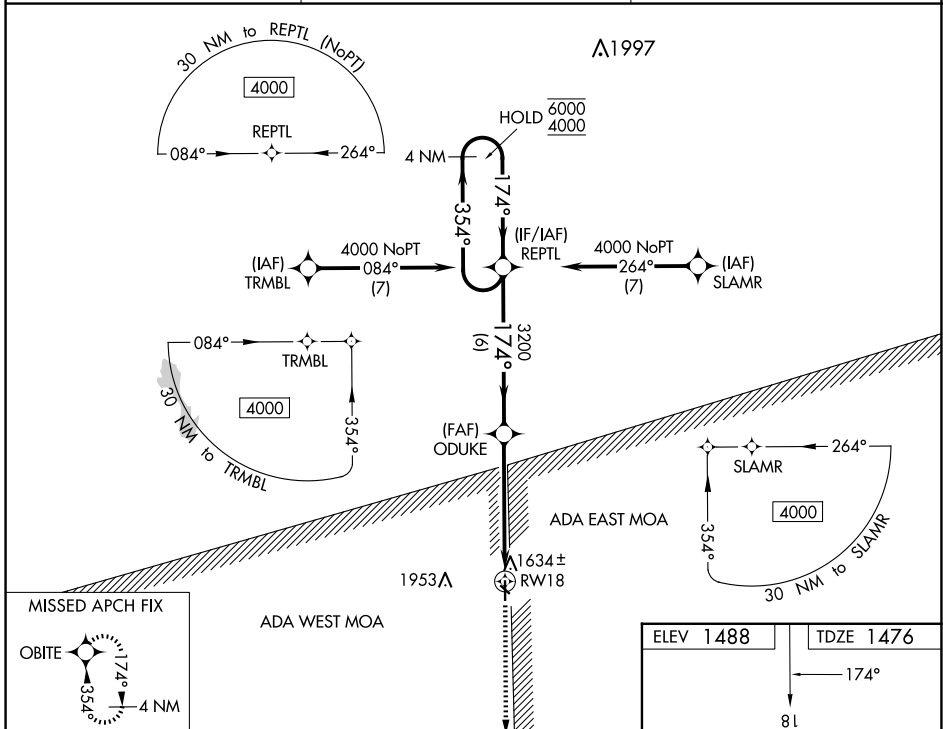 30 NM to REPTL (NoPT)
4000
REPTL
084°
264°
1997
HOLD
6000
4000
4 NM
174°
354°
(IF/IAF)
REPTL
(IAF)
TRMBL
4000 NoPT
084°
(7)
4000 NoPT
264°
(7)
(IAF)
SLAMR
3200
174°
(6)
084°
TRMBL
4000
354°
30 NM to TRMBL
(FAF)
ODUKE
264°
SLAMR
4000
354°
30 NM to SLAMR
ADA EAST MOA
1634±
RW18
1953
ADA WEST MOA
MISSED APCH FIX
OBITE
174°
354°
4 NM
ELEV 1488
TDZE 1476
174°
18